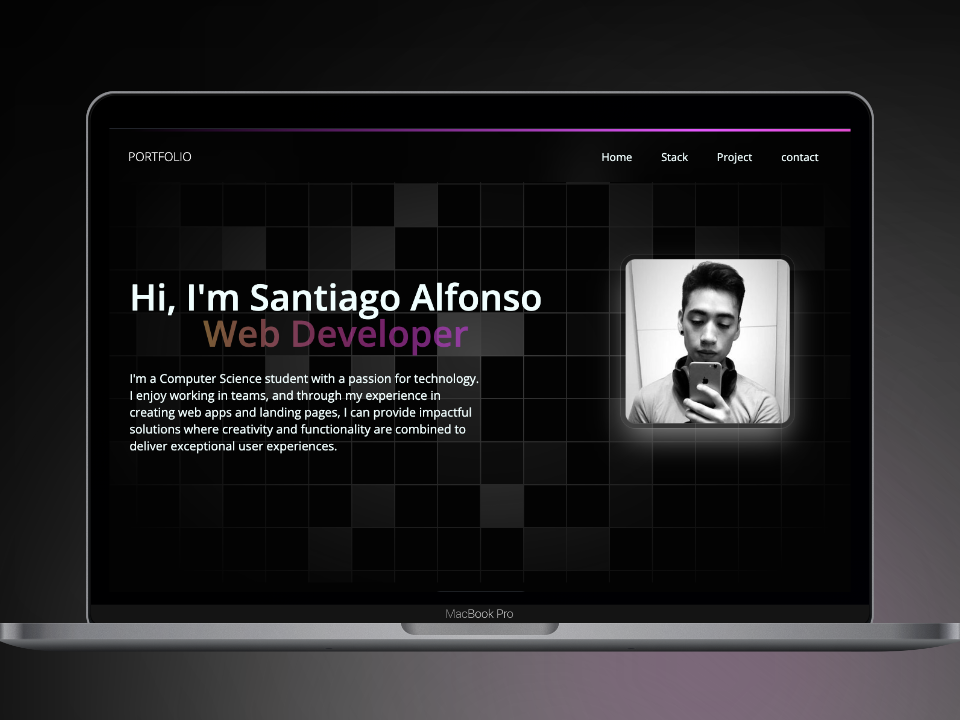 PORTFOLIO
Home Stack Project contact
Hi, I'm Santiago Alfonso
Web Developer
I'm a Computer Science student with a passion for technology.
I enjoy working in teams, and through my experience in
creating web apps and landing pages, I can provide impactful
solutions where creativity and functionality are combined to
deliver exceptional user experiences.
MacBook Pro